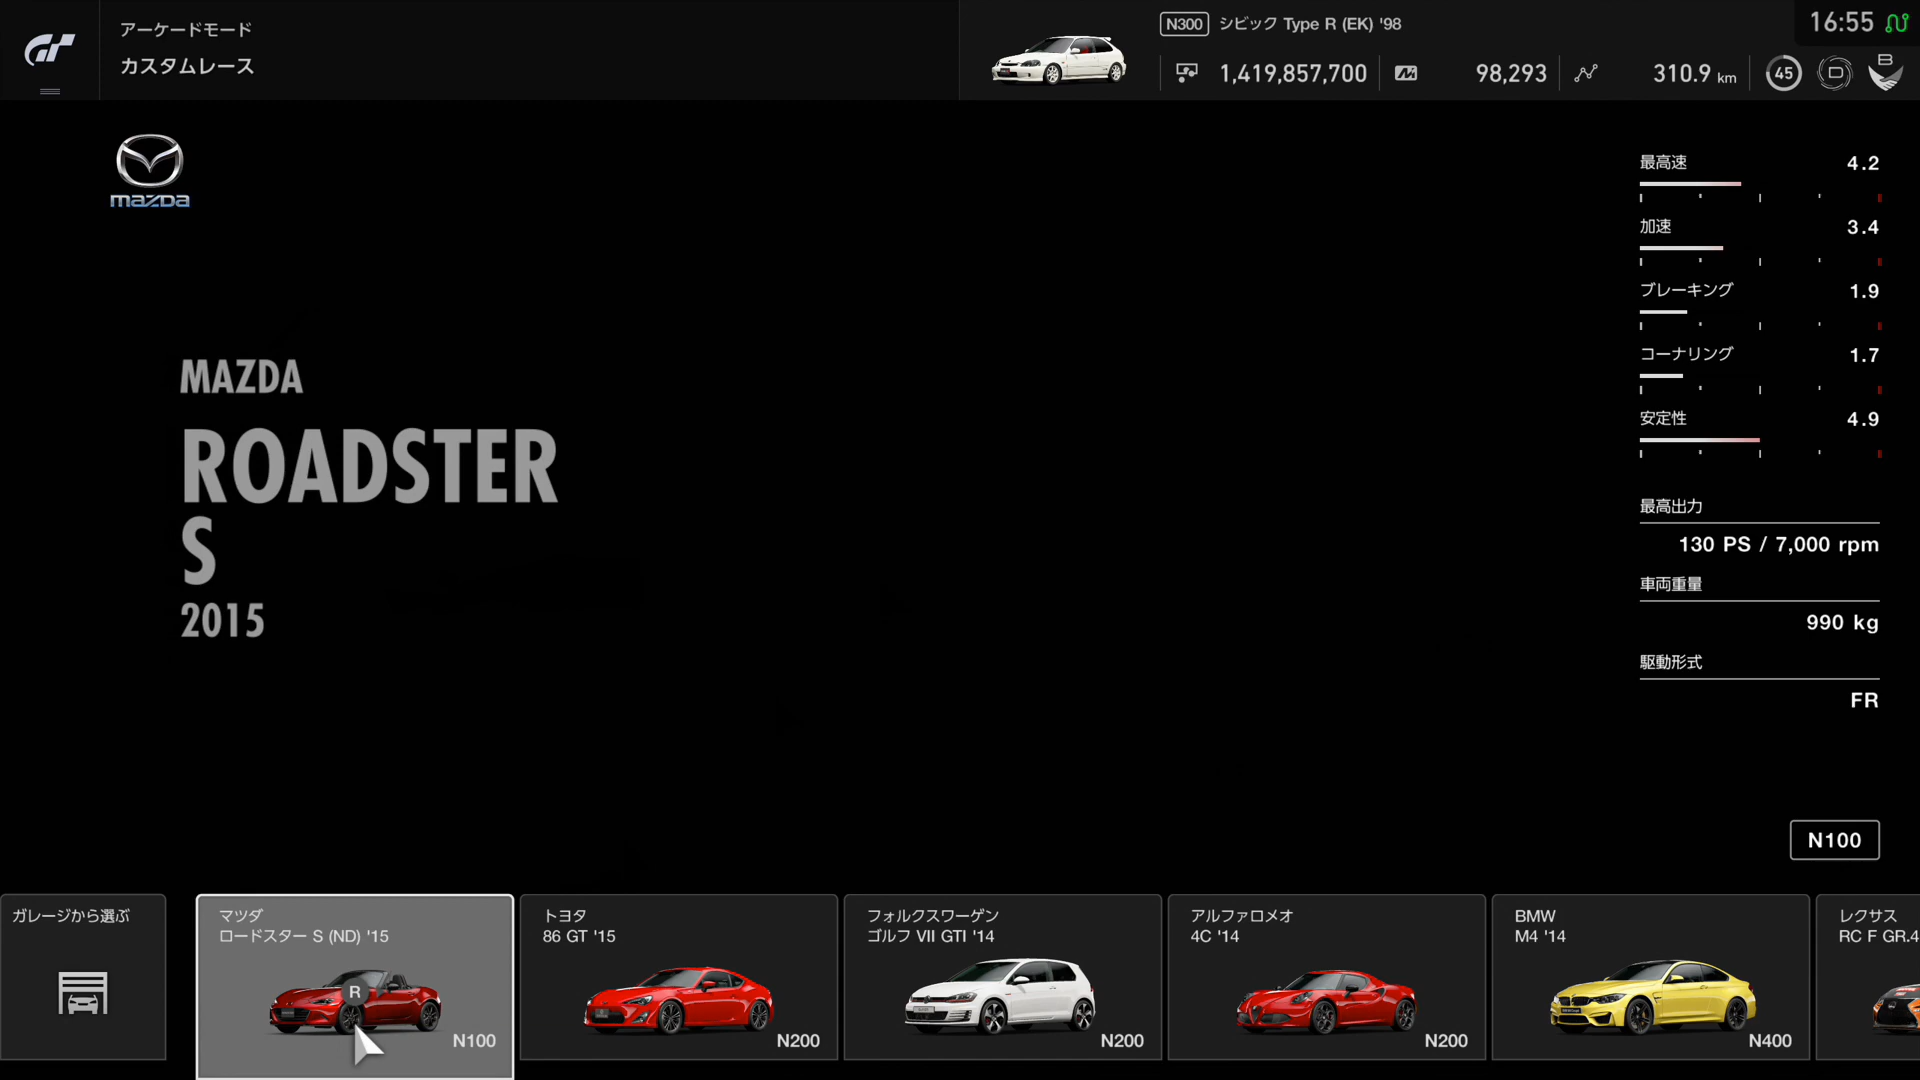 アーケードモード
カスタムレース
N300 シビック Type R (EK) '98
1,419,857,700
98,293
310.9 km
45
D
B
16:55
mazda
MAZDA
ROADSTER
S
2015
最高速 4.2
加速 3.4
ブレーキング 1.9
コーナリング 1.7
安定性 4.9
最高出力
130 PS / 7,000 rpm
車両重量
990 kg
駆動形式
FR
N100
ガレージから選ぶ
マツダ
ロードスター S (ND) '15
R
N100
トヨタ
86 GT '15
N200
フォルクスワーゲン
ゴルフ VII GTI '14
N200
アルファロメオ
4C '14
N200
BMW
M4 '14
N400
レクサス
RC F GR.4